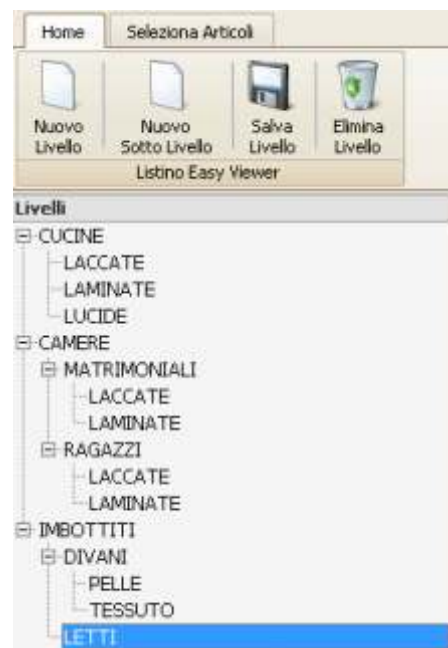 Home Seleziona Articoli
Nuovo Livello
Nuovo Sotto Livello
Salva Livello
Elimina Livello
Listino Easy Viewer
Livelli
CUCINE
LACCATE
LAMINATE
LUCIDE
CAMERE
MATRIMONIALI
LACCATE
LAMINATE
RAGAZZI
LACCATE
LAMINATE
IMBOTTITI
DIVANI
PELLE
TESSUTO
LETTI